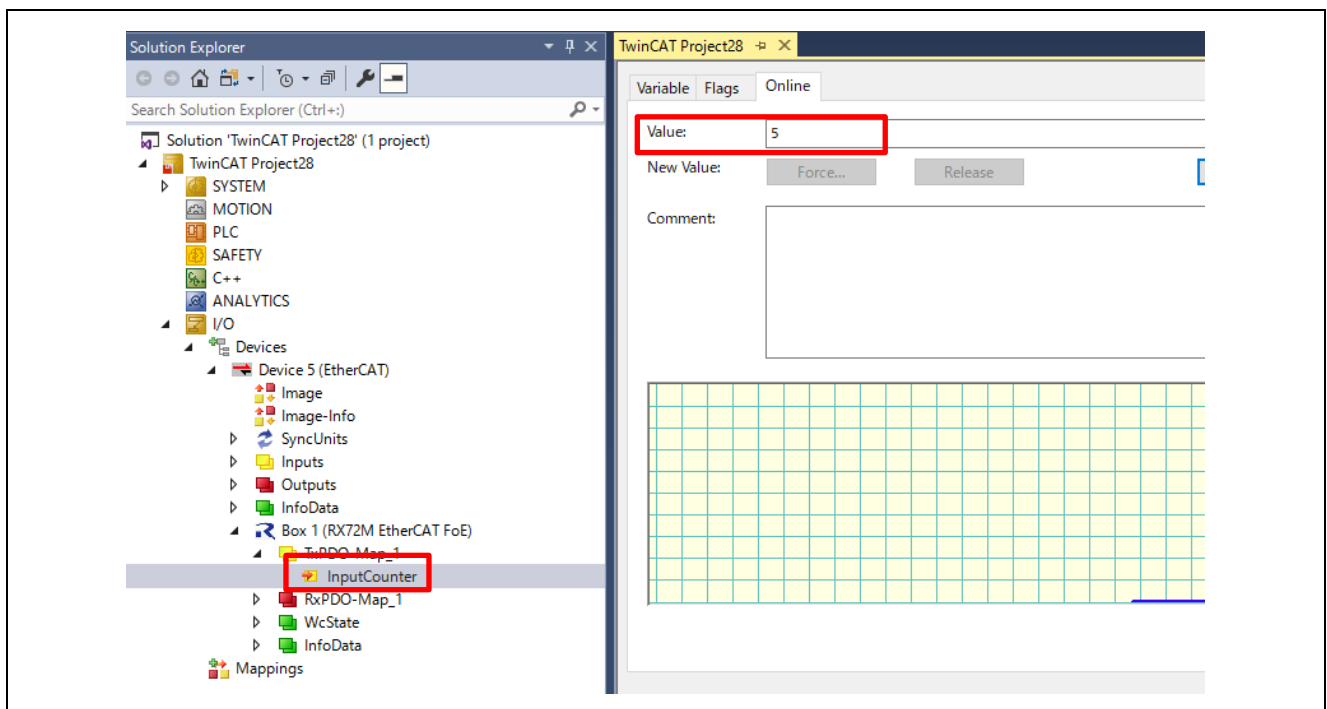 Solution Explorer
Search Solution Explorer (Ctrl+:)
Solution 'TwinCAT Project28' (1 project)
TwinCAT Project28
SYSTEM
MOTION
PLC
SAFETY
C++
ANALYTICS
I/O
Devices
Device 5 (EtherCAT)
Image
Image-Info
SyncUnits
Inputs
Outputs
InfoData
Box 1 (RX72M EtherCAT FoE)
TxPDO-Map_1
InputCounter
RxPDO-Map_1
WcState
InfoData
Mappings
TwinCAT Project28
Variable Flags Online
Value: 5
New Value: Force... Release
Comment: